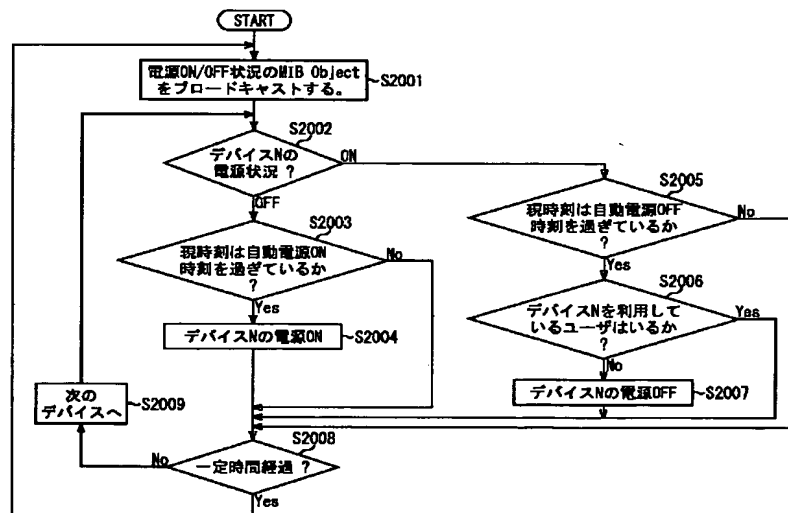 START
電源ON/OFF状況のMIB Object
をブロードキャストする。
S2001
S2002
デバイスNの
電源状況 ?
ON
OFF
S2003
現時刻は自動電源ON
時刻を過ぎているか
?
No
Yes
デバイスNの電源ON
S2004
S2005
現時刻は自動電源OFF
時刻を過ぎているか
?
No
Yes
S2006
デバイスNを利用して
いるユーザはいるか
?
Yes
No
デバイスNの電源OFF
S2007
次の
デバイスへ
S2009
S2008
一定時間経過 ?
No
Yes